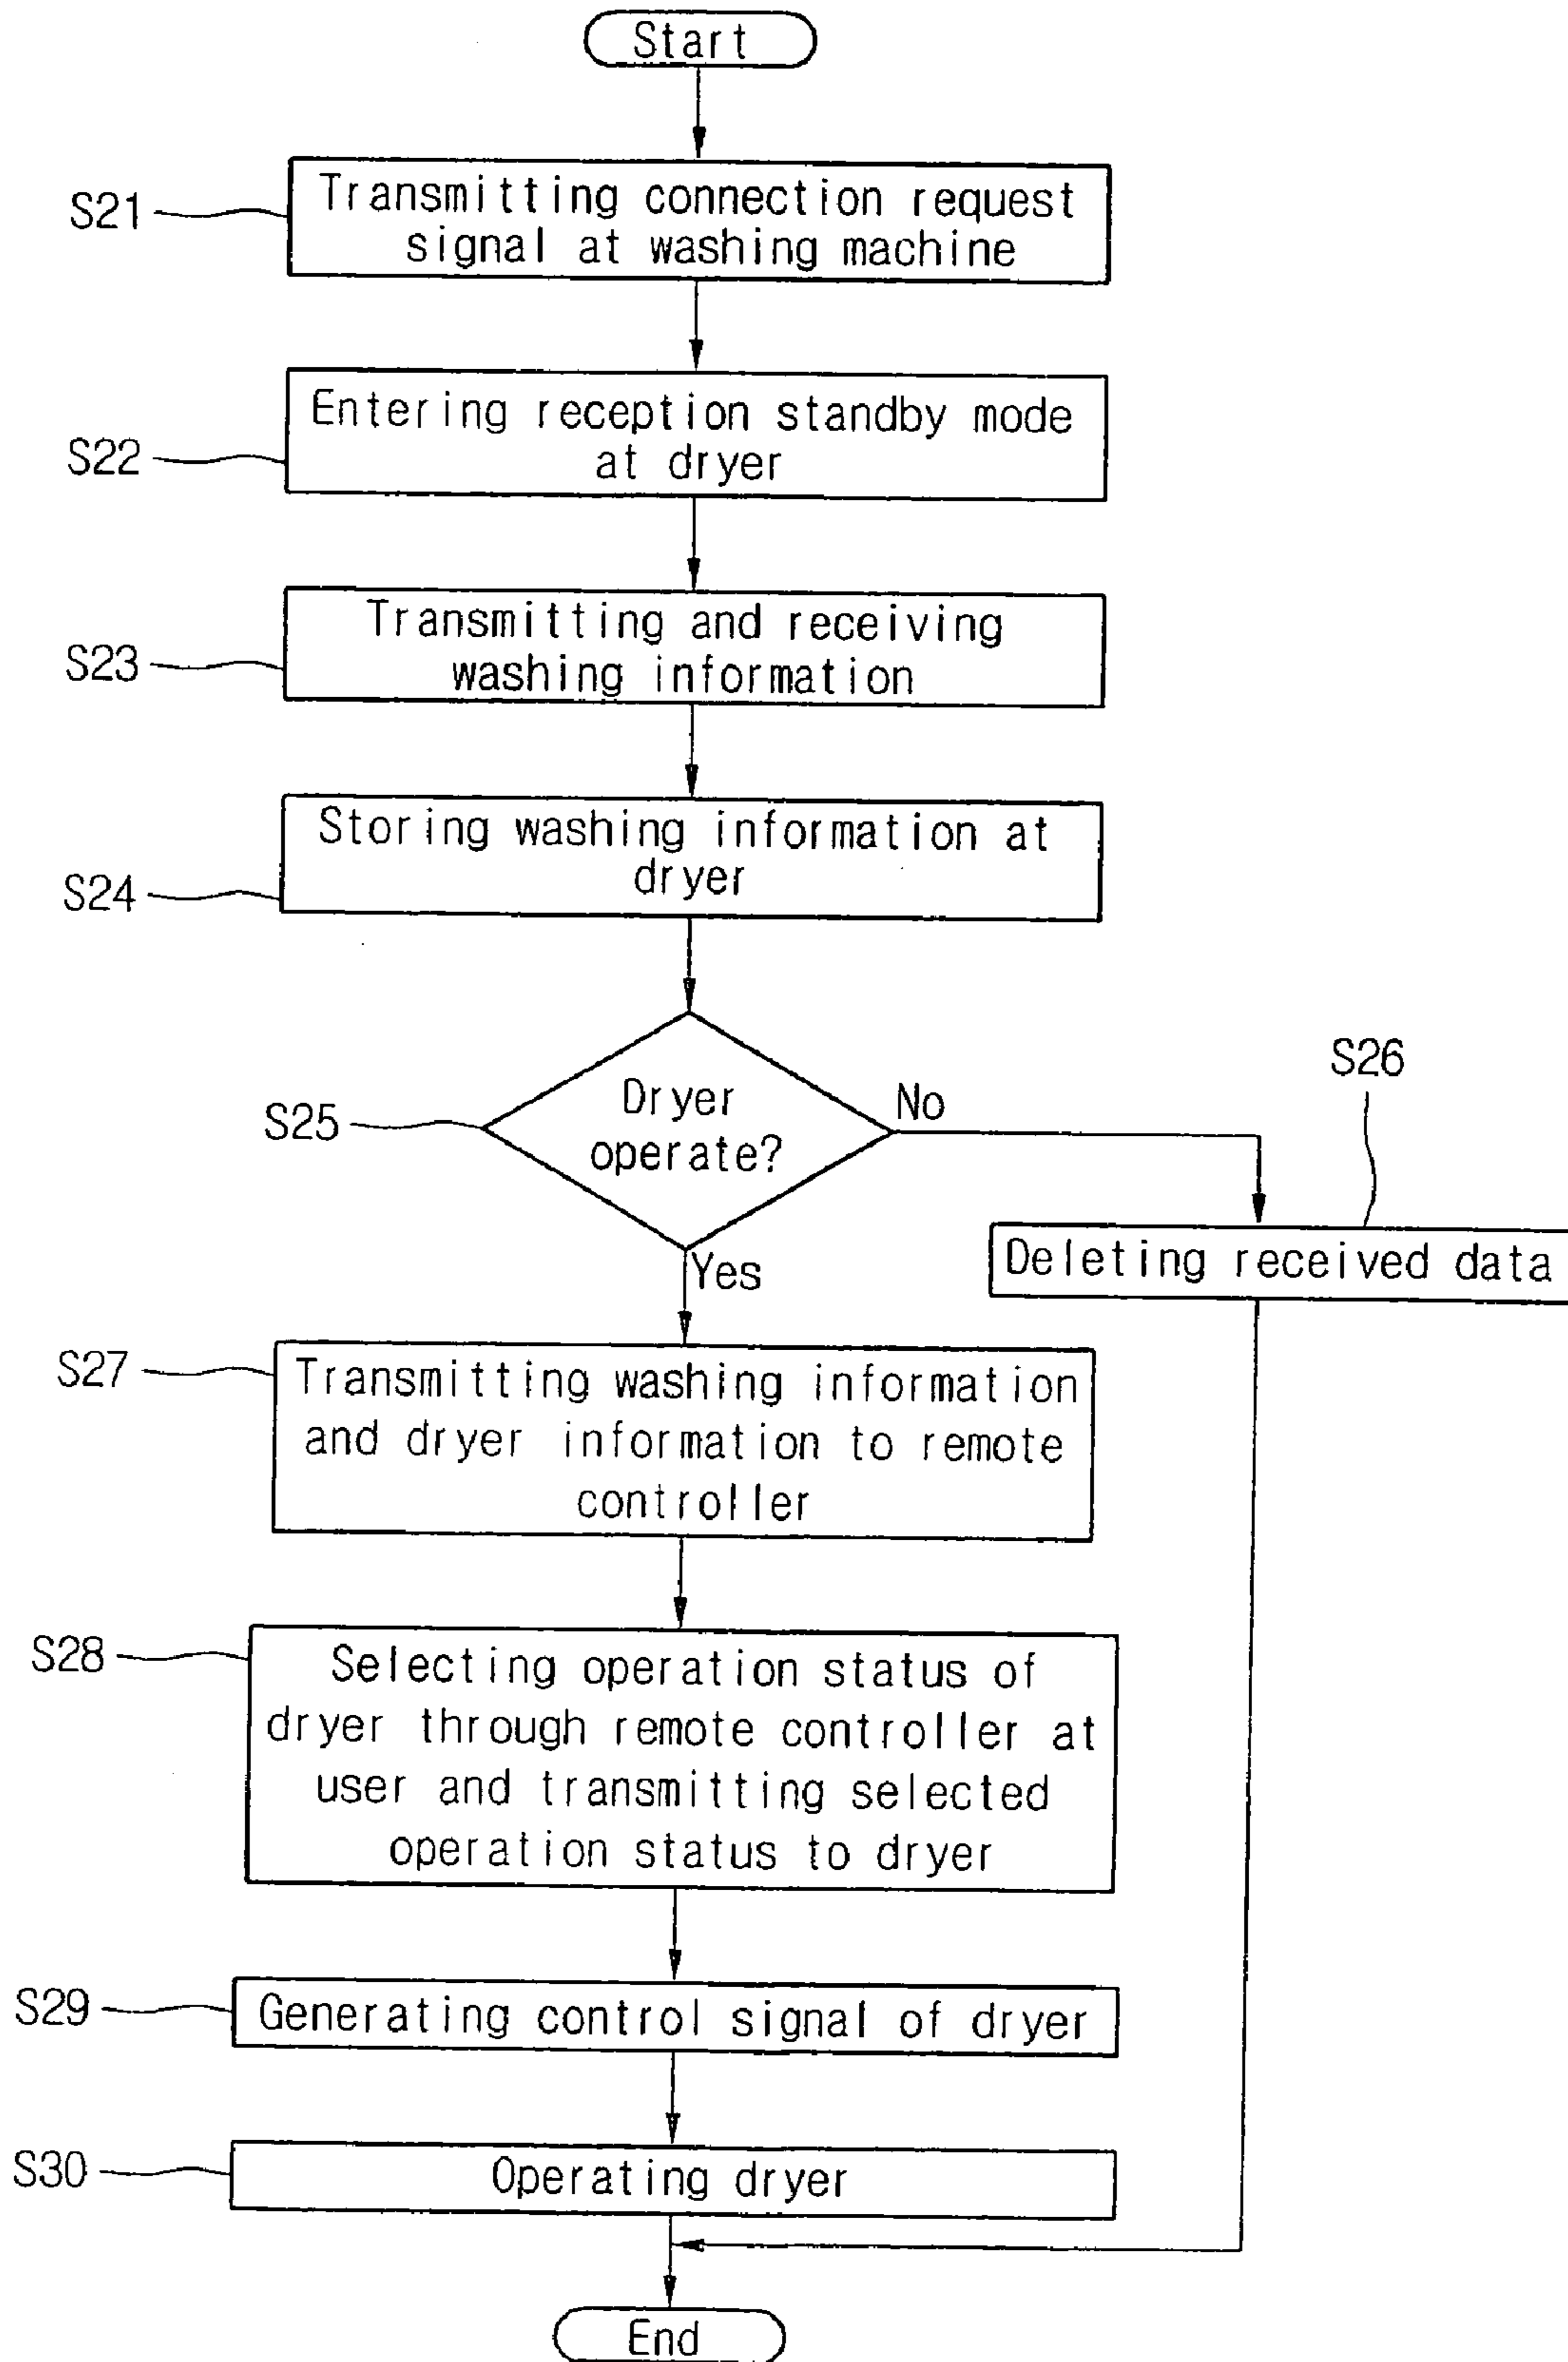 Start
S21
Transmitting connection request
signal at washing machine
S22
Entering reception standby mode
at dryer
S23
Transmitting and receiving
washing information
S24
Storing washing information at
dryer
S25
Dryer
operate?
No
S26
Deleting received data
Yes
S27
Transmitting washing information
and dryer information to remote
controller
S28
Selecting operation status of
dryer through remote controller at
user and transmitting selected
operation status to dryer
S29
Generating control signal of dryer
S30
Operating dryer
End